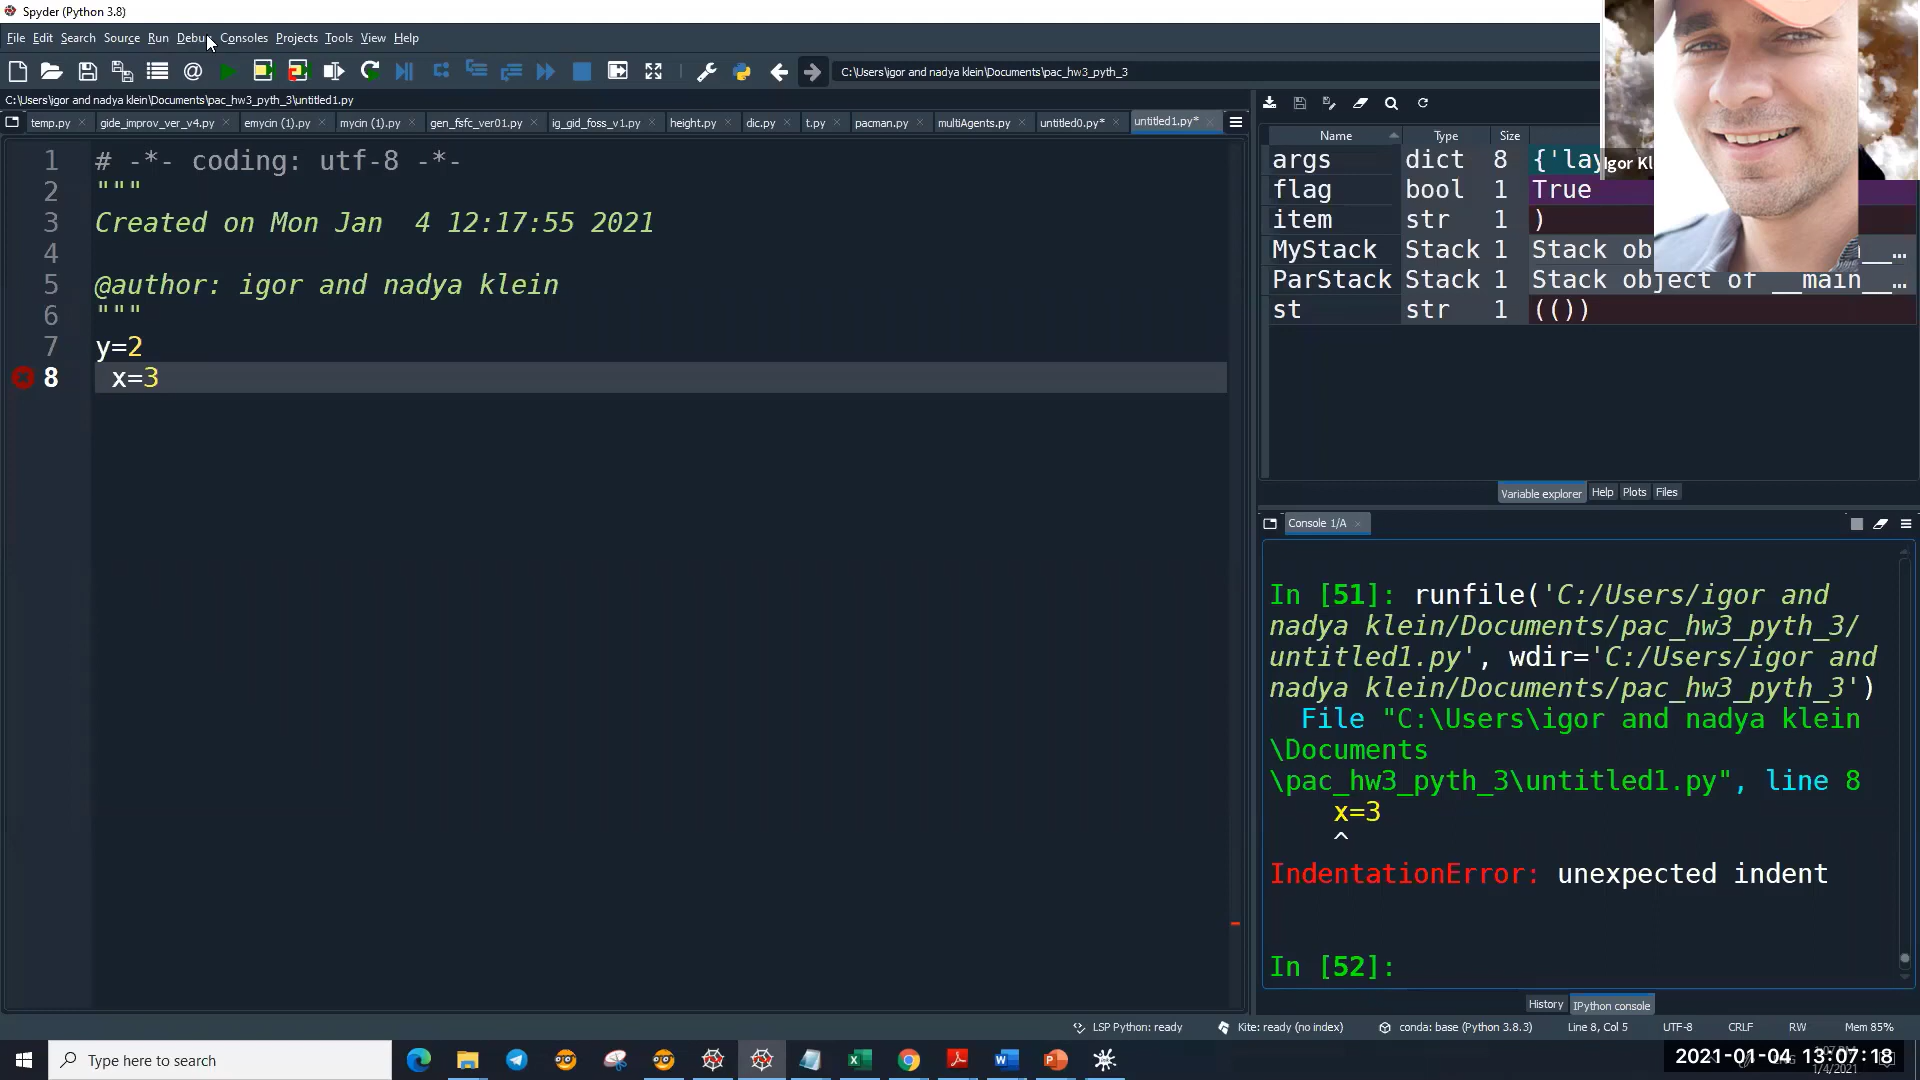 Spyder (Python 3.8)
File Edit Search Source Run Debug Consoles Projects Tools View Help
C:\Users\igor and nadya klein\Documents\pac_hw3_pyth_3
C:\Users\igor and nadya klein\Documents\pac_hw3_pyth_3\untitled1.py
temp.py gide_improv_ver_v4.py emycin (1).py mycin (1).py gen_fsfc_ver01.py ig_gid_foss_v1.py height.py dic.py t.py pacman.py multiAgents.py untitled0.py* untitled1.py*
1 # -*- coding: utf-8 -*-
2 """
3 Created on Mon Jan  4 12:17:55 2021
4
5 @author: igor and nadya klein
6 """
7 y=2
8  x=3
Name Type Size
args dict 8 {'lay
flag bool 1 True
item str 1 )
MyStack Stack 1 Stack ob __...
ParStack Stack 1 Stack object of __main__...
st str 1 (())
Igor Kl
Variable explorer Help Plots Files
Console 1/A
In [51]: runfile('C:/Users/igor and
nadya klein/Documents/pac_hw3_pyth_3/
untitled1.py', wdir='C:/Users/igor and
nadya klein/Documents/pac_hw3_pyth_3')
File "C:\Users\igor and nadya klein
\Documents
\pac_hw3_pyth_3\untitled1.py", line 8
x=3
^
IndentationError: unexpected indent
In [52]:
History IPython console
LSP Python: ready Kite: ready (no index) conda: base (Python 3.8.3) Line 8, Col 5 UTF-8 CRLF RW Mem 85%
Type here to search
2021-01-04 13:07:18
1/4/2021